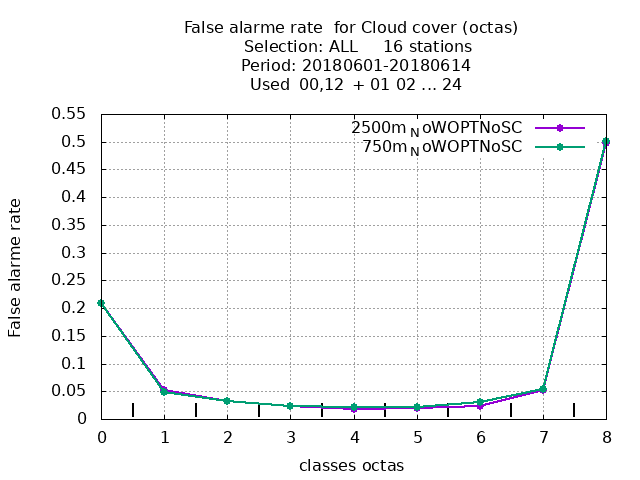 False alarme rate  for Cloud cover (octas)
Selection: ALL     16 stations
Period: 20180601-20180614
Used  00,12  + 01 02 ... 24
2500m NoWOPTNoSC
750m NoWOPTNoSC
0.55
0.5
0.45
0.4
0.35
0.3
0.25
0.2
0.15
0.1
0.05
0
False alarme rate
0 1 2 3 4 5 6 7 8
classes octas